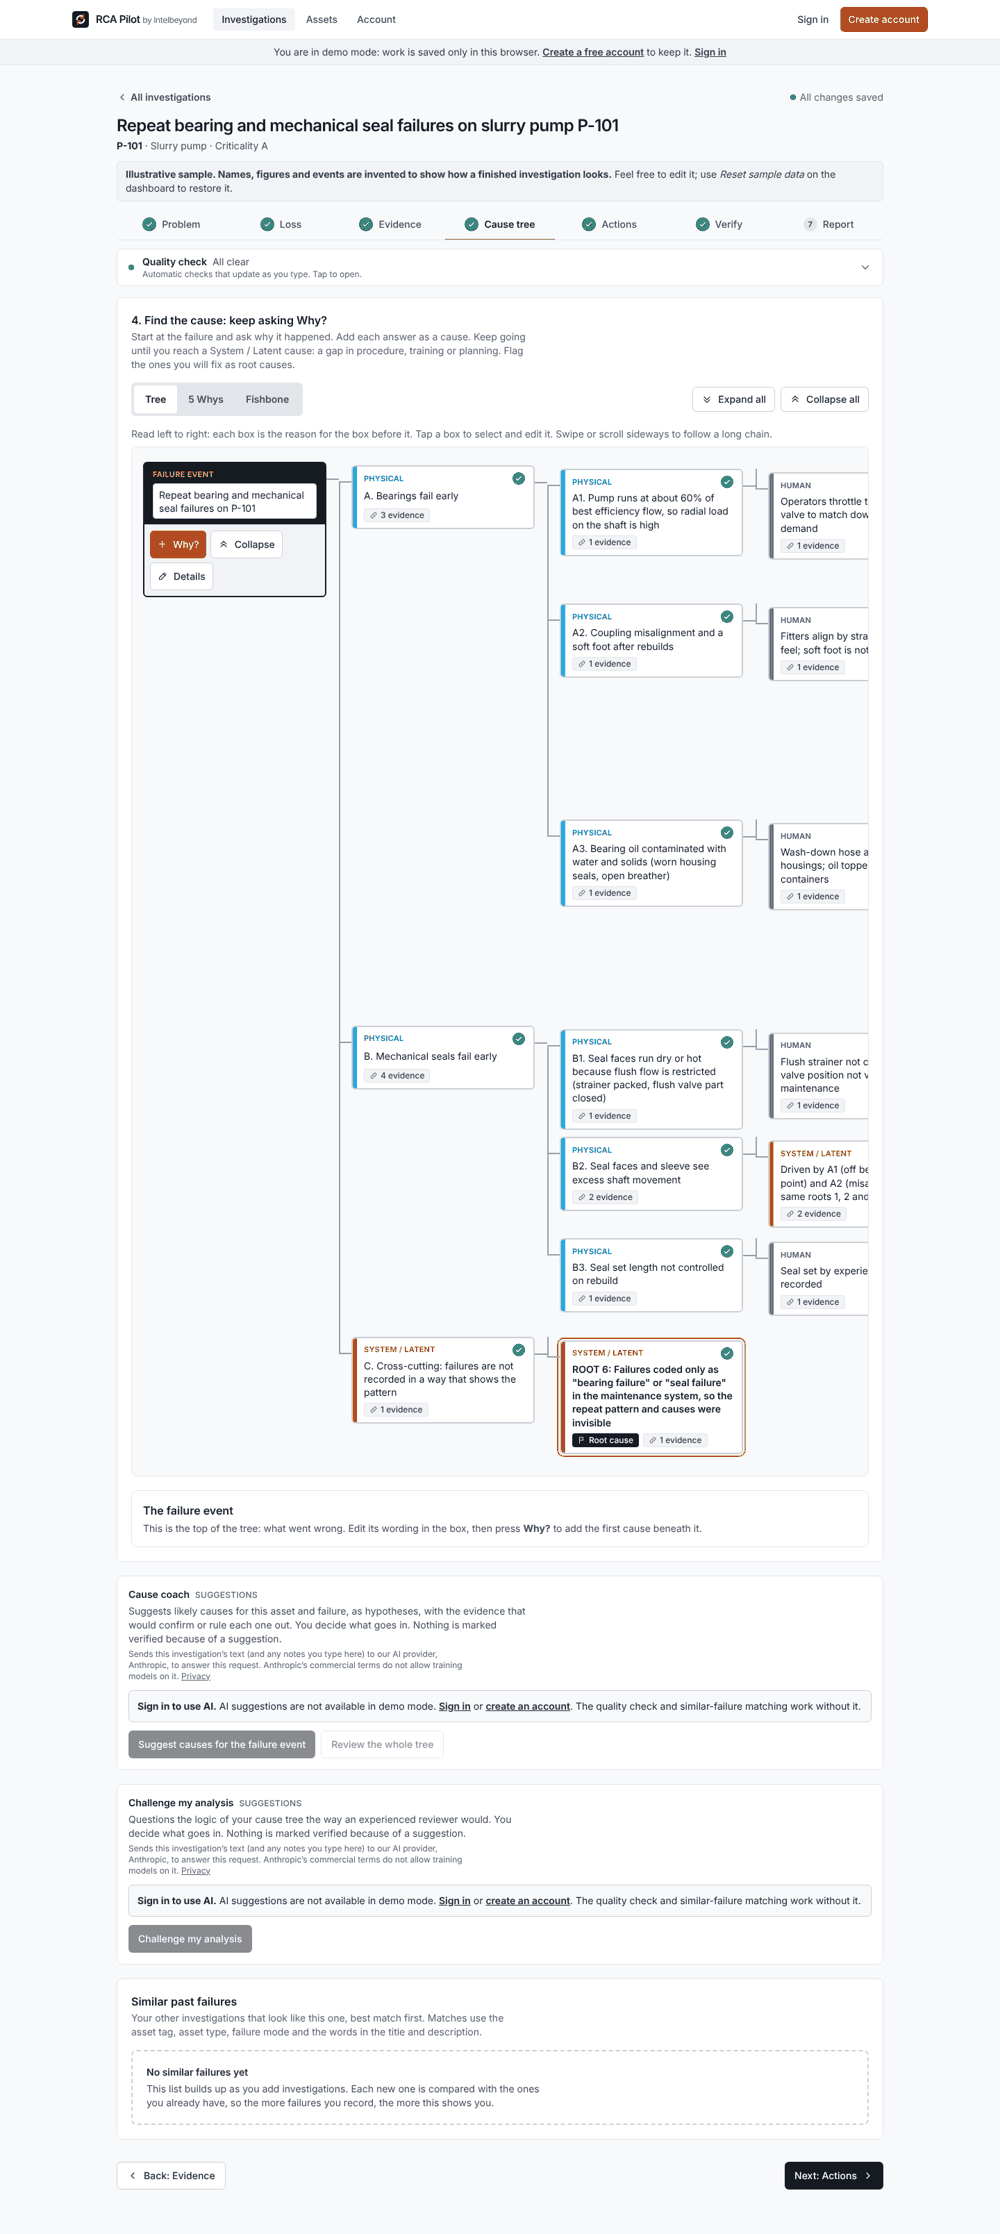 RCA Pilot by Intelbeyond
Investigations
Assets
Account
Sign in
Create account
You are in demo mode: work is saved only in this browser. Create a free account to keep it. Sign in
All investigations
All changes saved
Repeat bearing and mechanical seal failures on slurry pump P-101
P-101 · Slurry pump · Criticality A
Illustrative sample. Names, figures and events are invented to show how a finished investigation looks. Feel free to edit it; use Reset sample data on the
dashboard to restore it.
Problem
Loss
Evidence
Cause tree
Actions
Verify
7 Report
Quality check All clear
Automatic checks that update as you type. Tap to open.
4. Find the cause: keep asking Why?
Start at the failure and ask why it happened. Add each answer as a cause. Keep going
until you reach a System / Latent cause: a gap in procedure, training or planning. Flag
the ones you will fix as root causes.
Tree
5 Whys
Fishbone
Expand all
Collapse all
Read left to right: each box is the reason for the box before it. Tap a box to select and edit it. Swipe or scroll sideways to follow a long chain.
FAILURE EVENT
Repeat bearing and mechanical
seal failures on P-101
Why?
Collapse
Details
PHYSICAL
A. Bearings fail early
3 evidence
PHYSICAL
A1. Pump runs at about 60% of
best efficiency flow, so radial load
on the shaft is high
1 evidence
HUMAN
Operators throttle t
valve to match dow
demand
1 evidence
PHYSICAL
A2. Coupling misalignment and a
soft foot after rebuilds
1 evidence
HUMAN
Fitters align by stra
feel; soft foot is not
1 evidence
PHYSICAL
A3. Bearing oil contaminated with
water and solids (worn housing
seals, open breather)
1 evidence
HUMAN
Wash-down hose a
housings; oil toppe
containers
1 evidence
PHYSICAL
B. Mechanical seals fail early
4 evidence
PHYSICAL
B1. Seal faces run dry or hot
because flush flow is restricted
(strainer packed, flush valve part
closed)
1 evidence
HUMAN
Flush strainer not c
valve position not v
maintenance
1 evidence
PHYSICAL
B2. Seal faces and sleeve see
excess shaft movement
2 evidence
SYSTEM / LATENT
Driven by A1 (off be
point) and A2 (misa
same roots 1, 2 and
2 evidence
PHYSICAL
B3. Seal set length not controlled
on rebuild
1 evidence
HUMAN
Seal set by experie
recorded
1 evidence
SYSTEM / LATENT
C. Cross-cutting: failures are not
recorded in a way that shows the
pattern
1 evidence
SYSTEM / LATENT
ROOT 6: Failures coded only as
"bearing failure" or "seal failure"
in the maintenance system, so the
repeat pattern and causes were
invisible
Root cause
1 evidence
The failure event
This is the top of the tree: what went wrong. Edit its wording in the box, then press Why? to add the first cause beneath it.
Cause coach SUGGESTIONS
Suggests likely causes for this asset and failure, as hypotheses, with the evidence that
would confirm or rule each one out. You decide what goes in. Nothing is marked
verified because of a suggestion.
Sends this investigation's text (and any notes you type here) to our AI provider,
Anthropic, to answer this request. Anthropic's commercial terms do not allow training
models on it. Privacy
Sign in to use AI. AI suggestions are not available in demo mode. Sign in or create an account. The quality check and similar-failure matching work without it.
Suggest causes for the failure event
Review the whole tree
Challenge my analysis SUGGESTIONS
Questions the logic of your cause tree the way an experienced reviewer would. You
decide what goes in. Nothing is marked verified because of a suggestion.
Sends this investigation's text (and any notes you type here) to our AI provider,
Anthropic, to answer this request. Anthropic's commercial terms do not allow training
models on it. Privacy
Sign in to use AI. AI suggestions are not available in demo mode. Sign in or create an account. The quality check and similar-failure matching work without it.
Challenge my analysis
Similar past failures
Your other investigations that look like this one, best match first. Matches use the
asset tag, asset type, failure mode and the words in the title and description.
No similar failures yet
This list builds up as you add investigations. Each new one is compared with the ones
you already have, so the more failures you record, the more this shows you.
Back: Evidence
Next: Actions